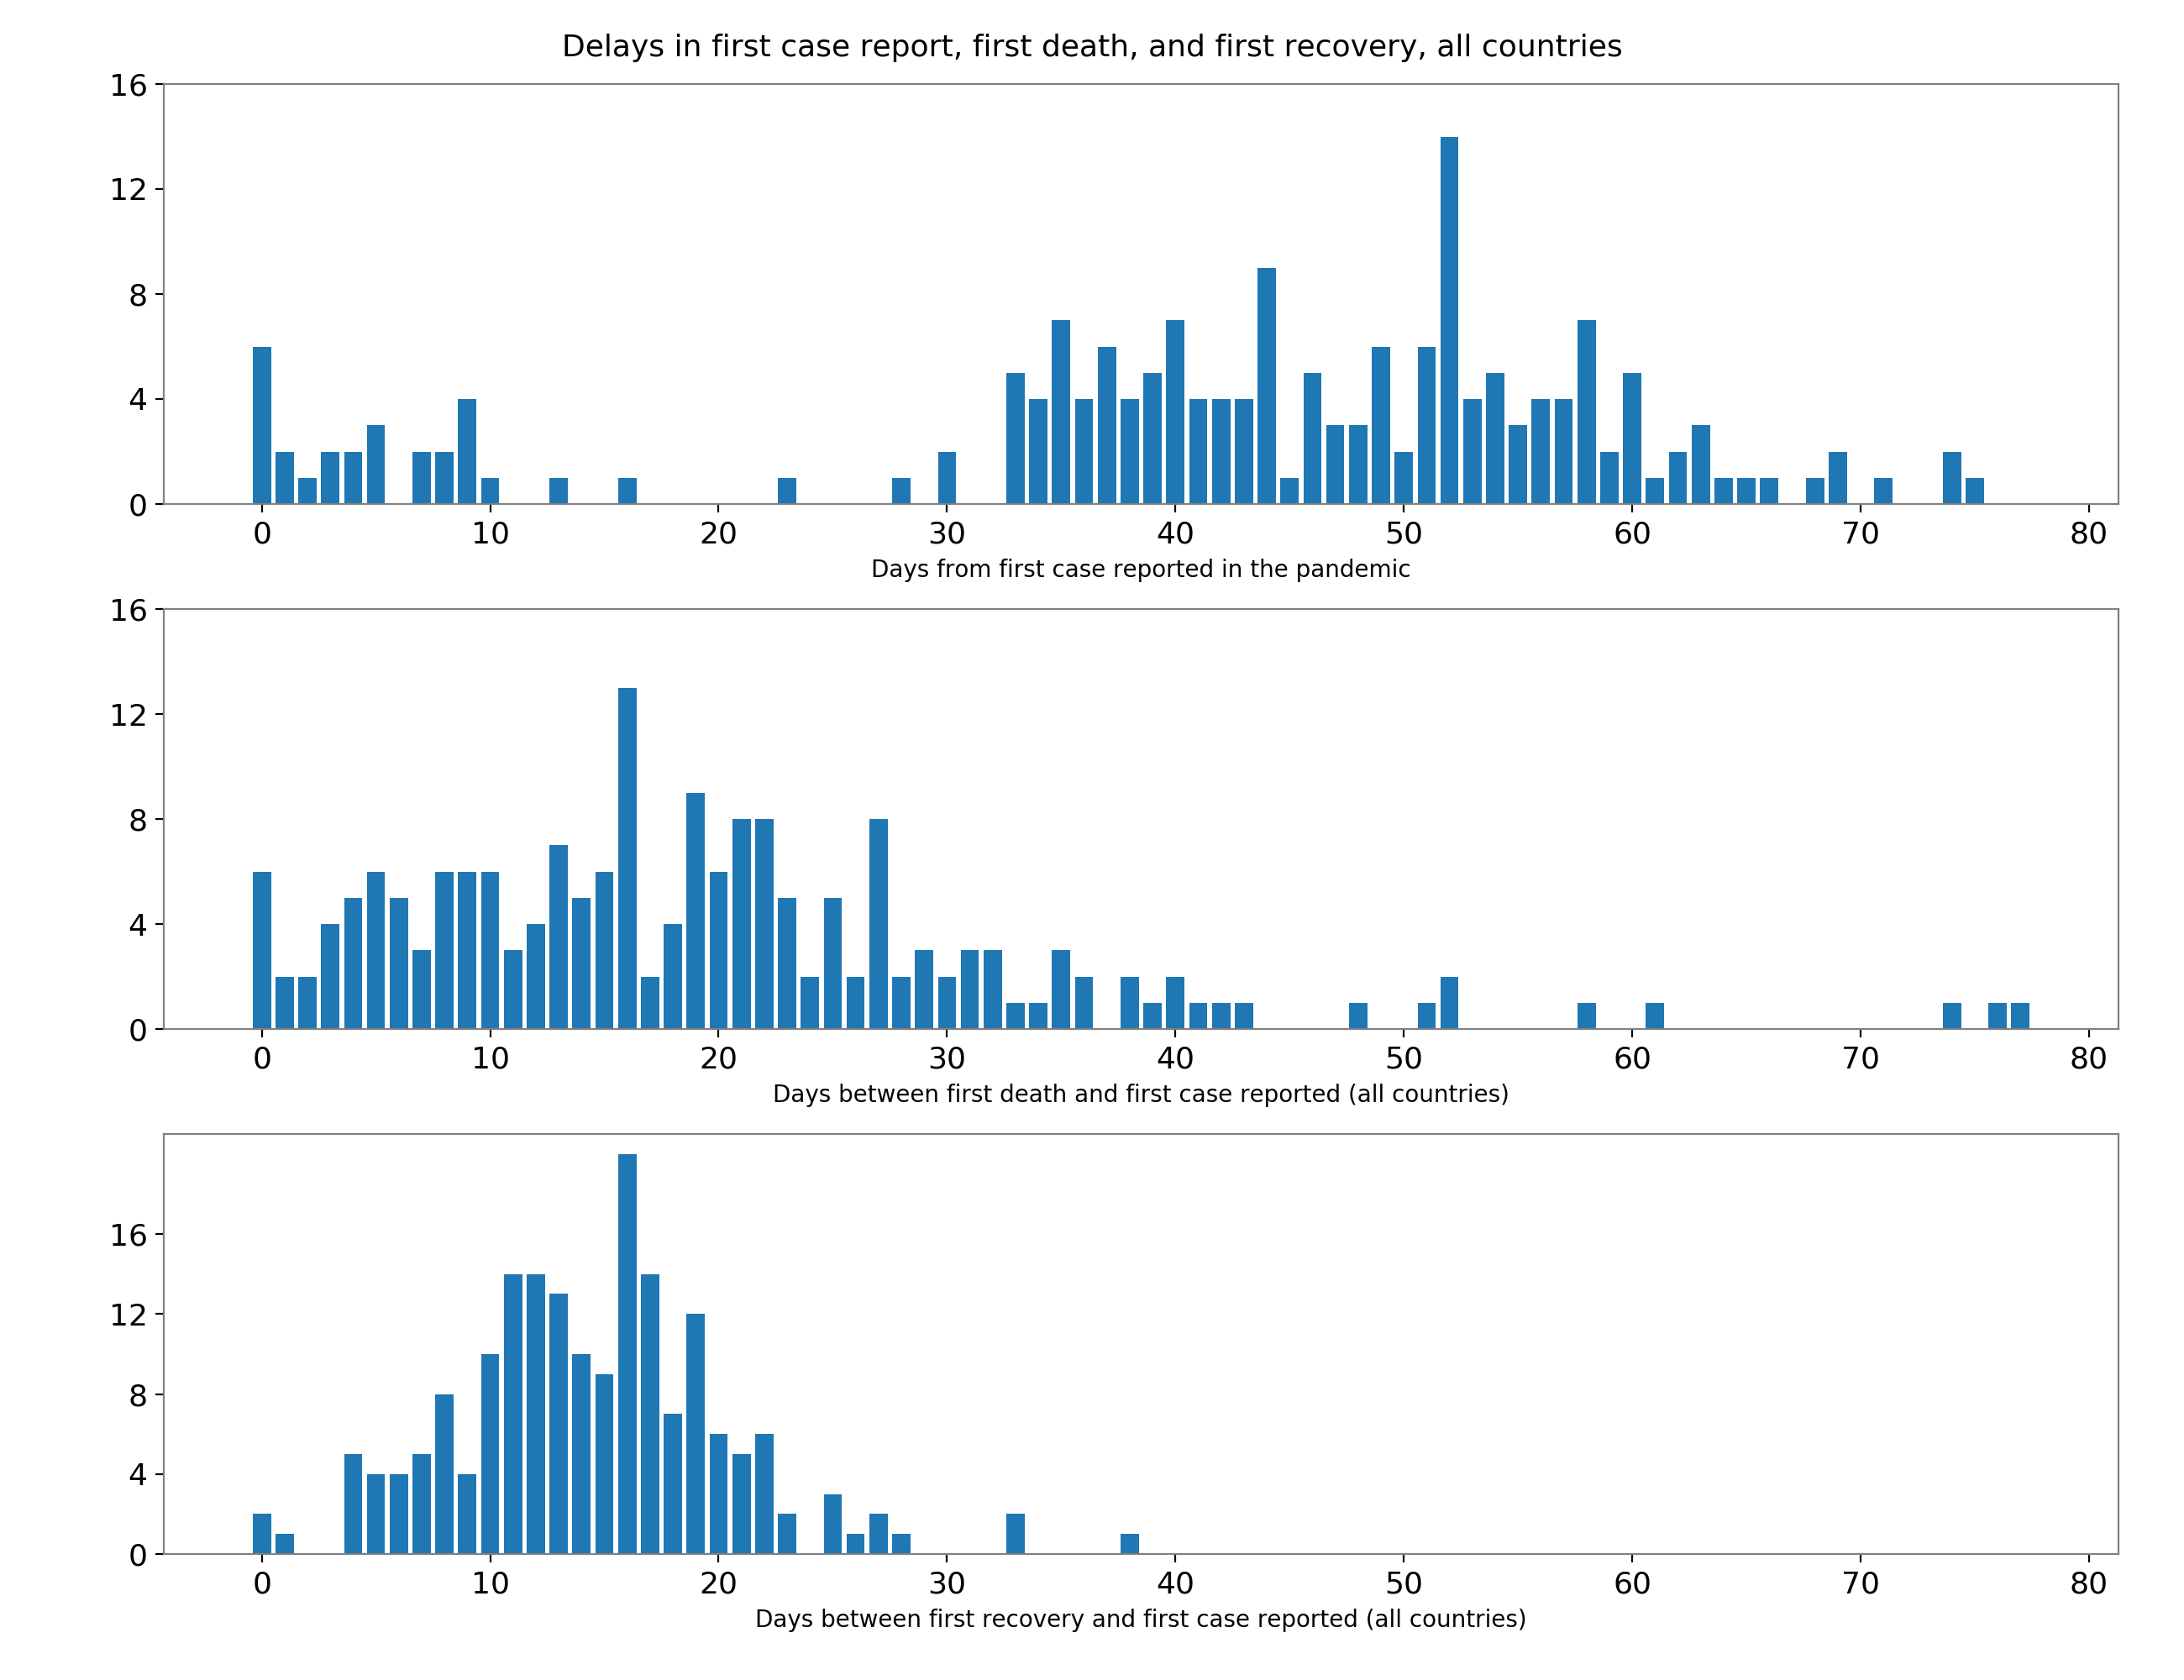 Delays in first case report, first death, and first recovery, all countries
16
12
8
4
0
0 10 20 30 40 50 60 70 80
Days from first case reported in the pandemic
16
12
8
4
0
0 10 20 30 40 50 60 70 80
Days between first death and first case reported (all countries)
16
12
8
4
0
0 10 20 30 40 50 60 70 80
Days between first recovery and first case reported (all countries)